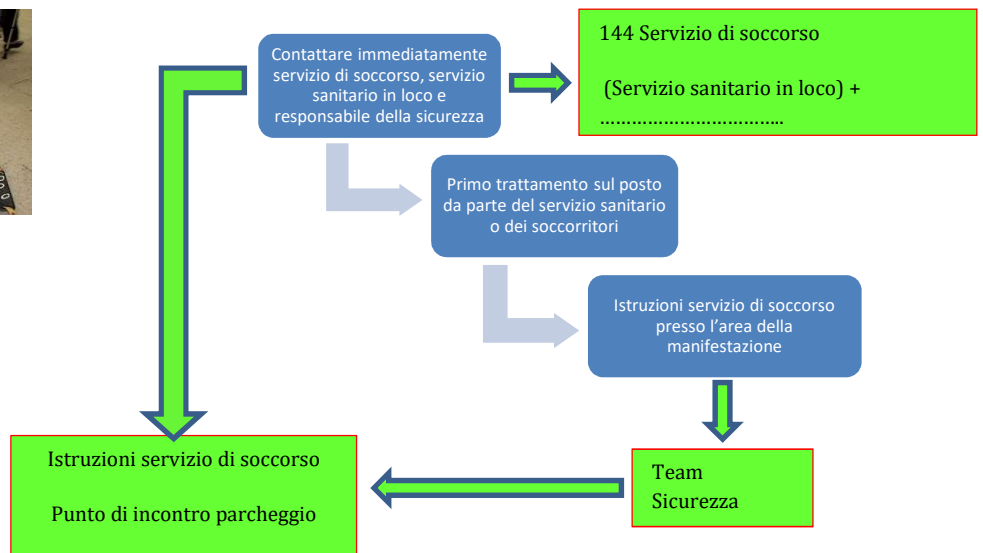 Contattare immediatamente
servizio di soccorso, servizio
sanitario in loco e
responsabile della sicurezza
144 Servizio di soccorso
(Servizio sanitario in loco) +
…………………………..
Primo trattamento sul posto
da parte del servizio sanitario
o dei soccorritori
Istruzioni servizio di soccorso
presso l'area della
manifestazione
Istruzioni servizio di soccorso
Punto di incontro parcheggio
Team
Sicurezza